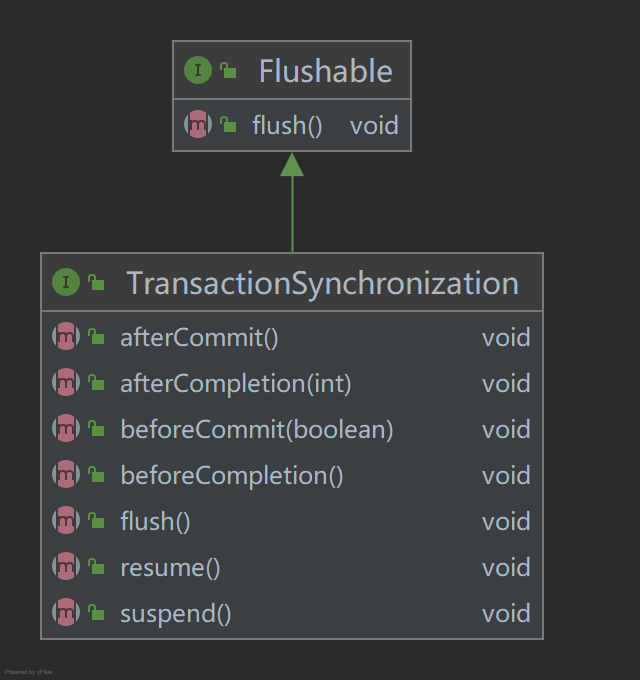 I Flushable
m flush() void
I TransactionSynchronization
m afterCommit() void
m afterCompletion(int) void
m beforeCommit(boolean) void
m beforeCompletion() void
m flush() void
m resume() void
m suspend() void
Powered by yFiles